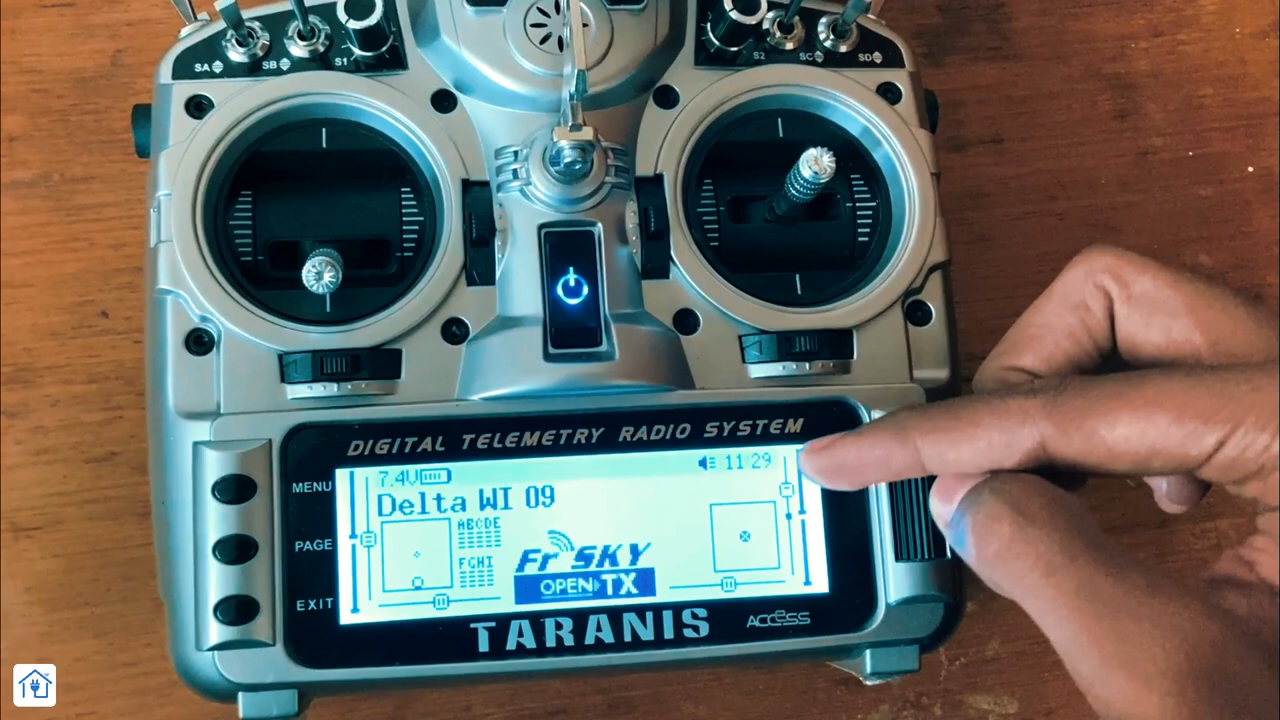 SA SB S1 S2 SC SD
DIGITAL TELEMETRY RADIO SYSTEM
MENU
PAGE
EXIT
7.4V 11:29
Delta WI 09
ABCDE
FGHI
FrSKY
OPEN TX
TARANIS ACCESS